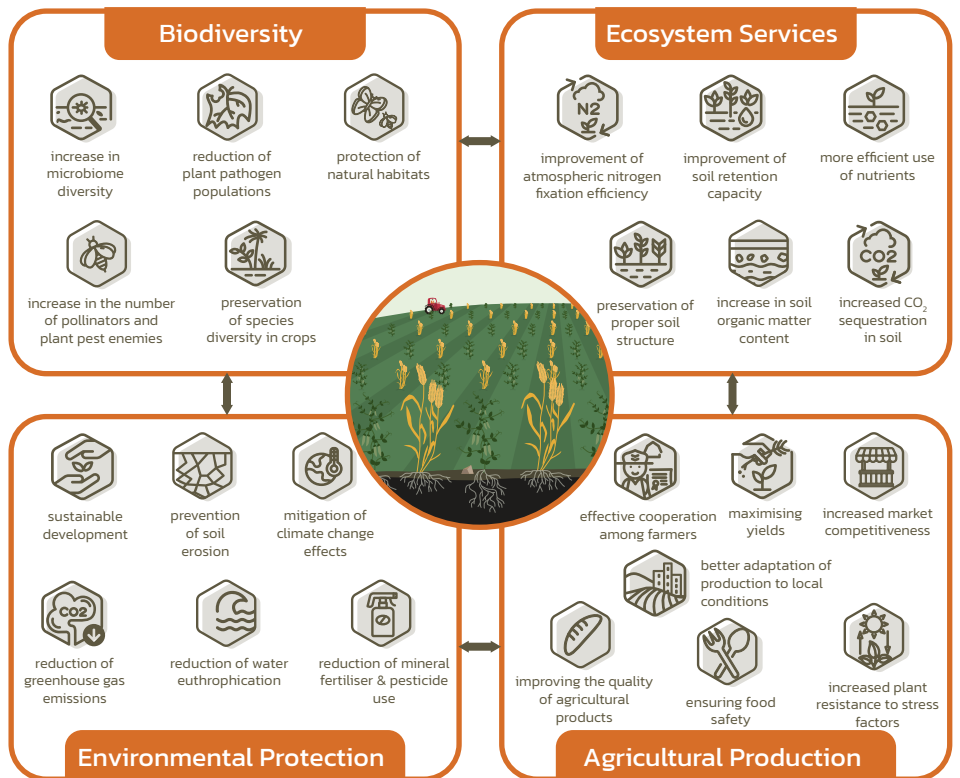 Biodiversity
increase in
microbiome
diversity
reduction of
plant pathogen
populations
protection of
natural habitats
increase in the number
of pollinators and
plant pest enemies
preservation
of species
diversity in crops
Ecosystem Services
N2
improvement of
atmospheric nitrogen
fixation efficiency
improvement of
soil retention
capacity
more efficient use
of nutrients
preservation of
proper soil
structure
increase in soil
organic matter
content
CO2
increased CO₂
sequestration
in soil
sustainable
development
prevention
of soil
erosion
mitigation of
climate change
effects
CO2
reduction of
greenhouse gas
emissions
reduction of water
euthrophication
reduction of mineral
fertiliser & pesticide
use
Environmental Protection
effective cooperation
among farmers
maximising
yields
increased market
competitiveness
better adaptation of
production to local
conditions
improving the quality
of agricultural
products
ensuring food
safety
increased plant
resistance to stress
factors
Agricultural Production